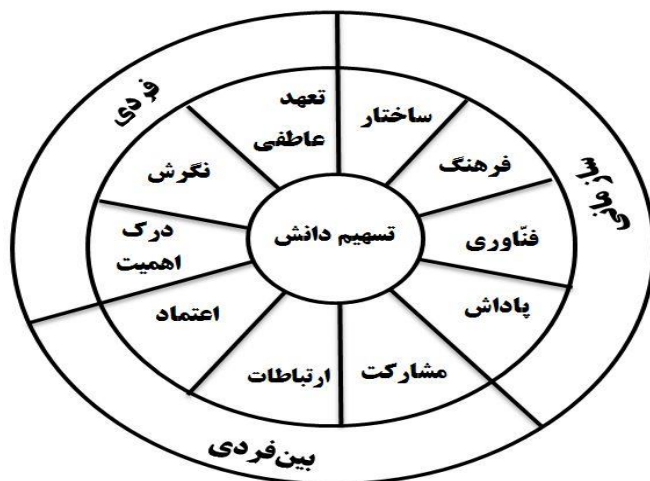 فردی
سازمانی
بین‌فردی
تعهد
عاطفی
ساختار
فرهنگ
فنّاوری
پاداش
مشارکت
ارتباطات
اعتماد
درک
اهمیت
نگرش
تسهیم دانش